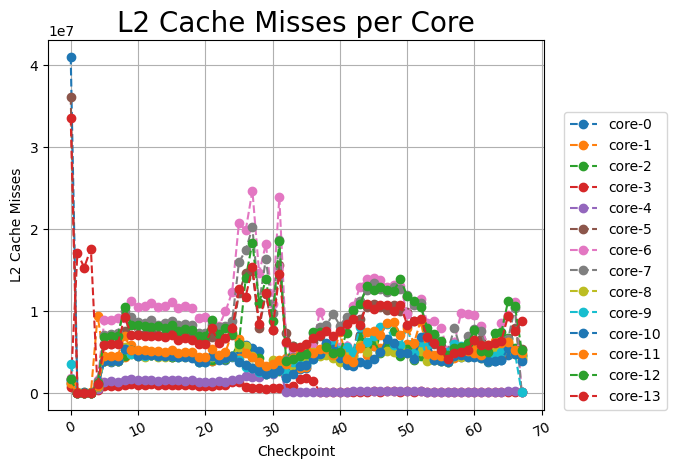 L2 Cache Misses per Core
1e7
4
3
2
1
0
L2 Cache Misses
0
10
20
30
40
50
60
70
Checkpoint
core-0
core-1
core-2
core-3
core-4
core-5
core-6
core-7
core-8
core-9
core-10
core-11
core-12
core-13